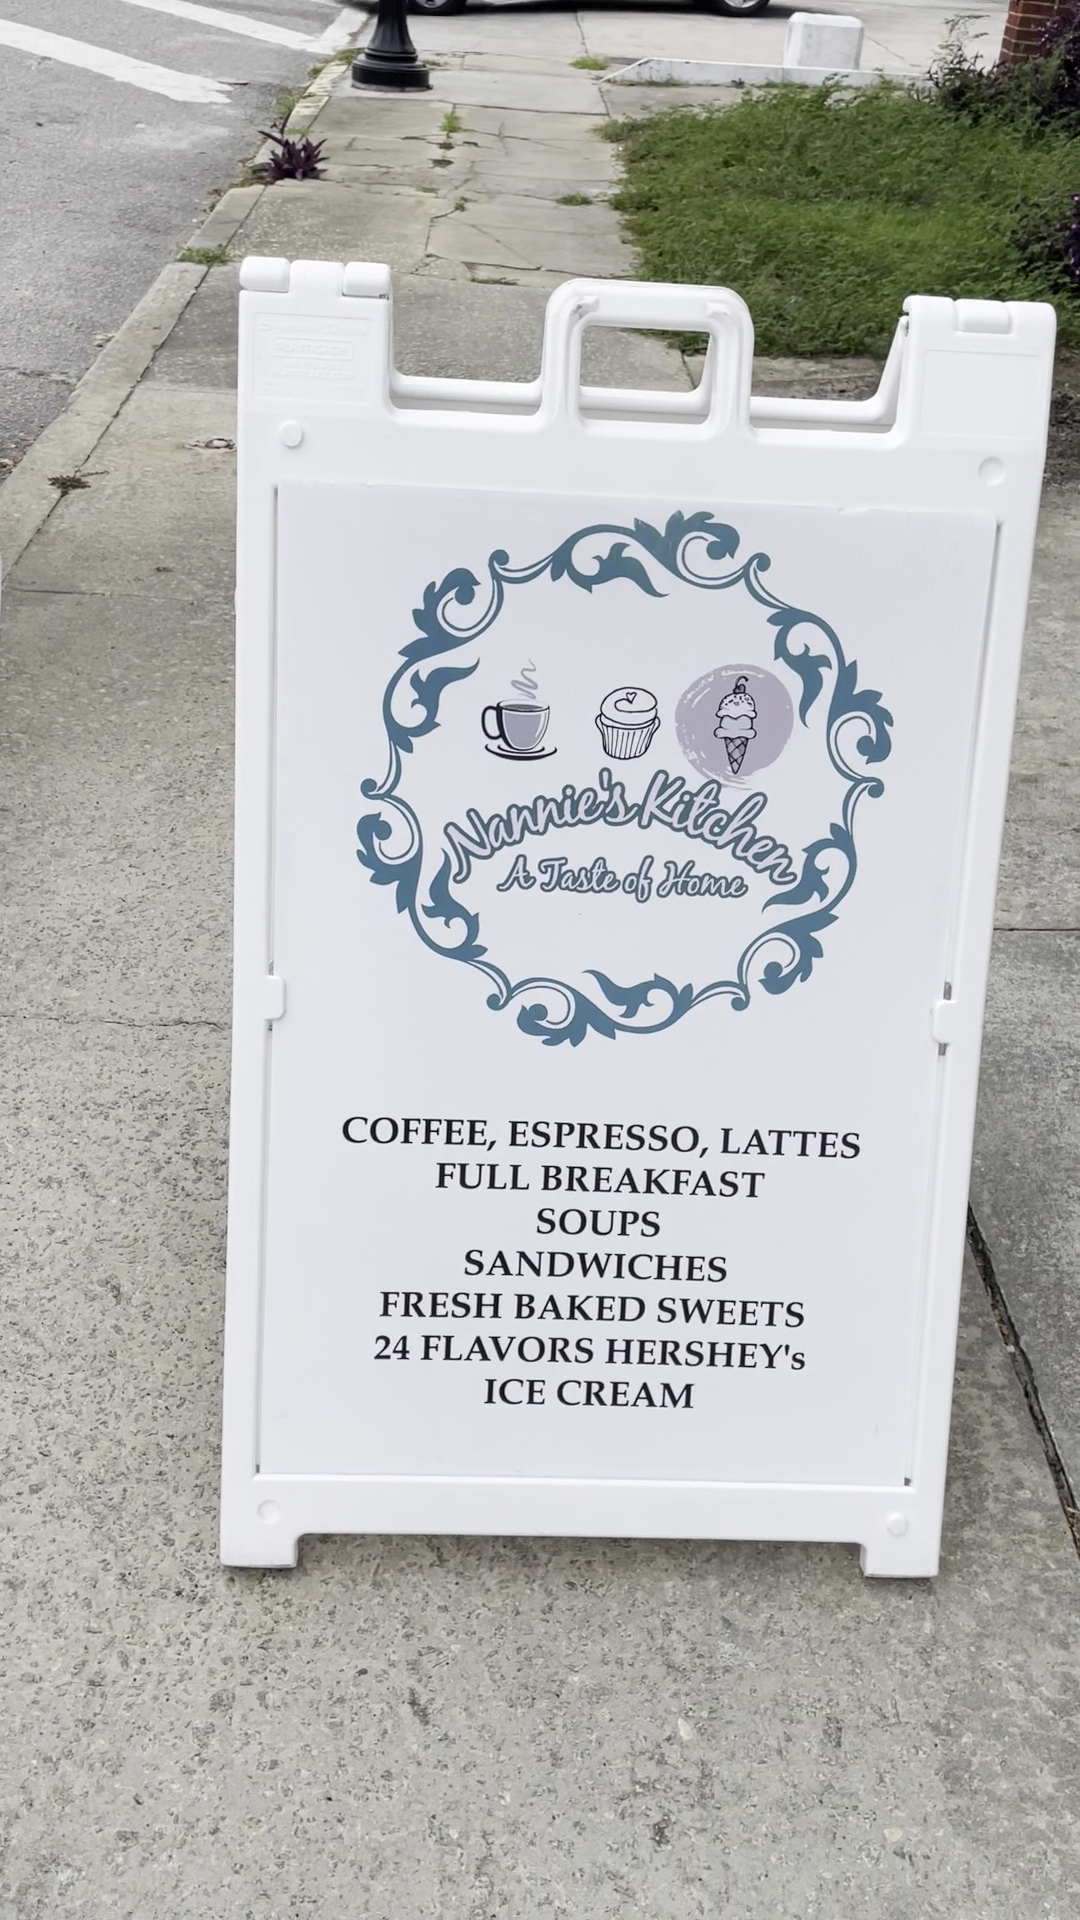 Nannie's Kitchen
A Taste of Home
COFFEE, ESPRESSO, LATTES
FULL BREAKFAST
SOUPS
SANDWICHES
FRESH BAKED SWEETS
24 FLAVORS HERSHEY's
ICE CREAM